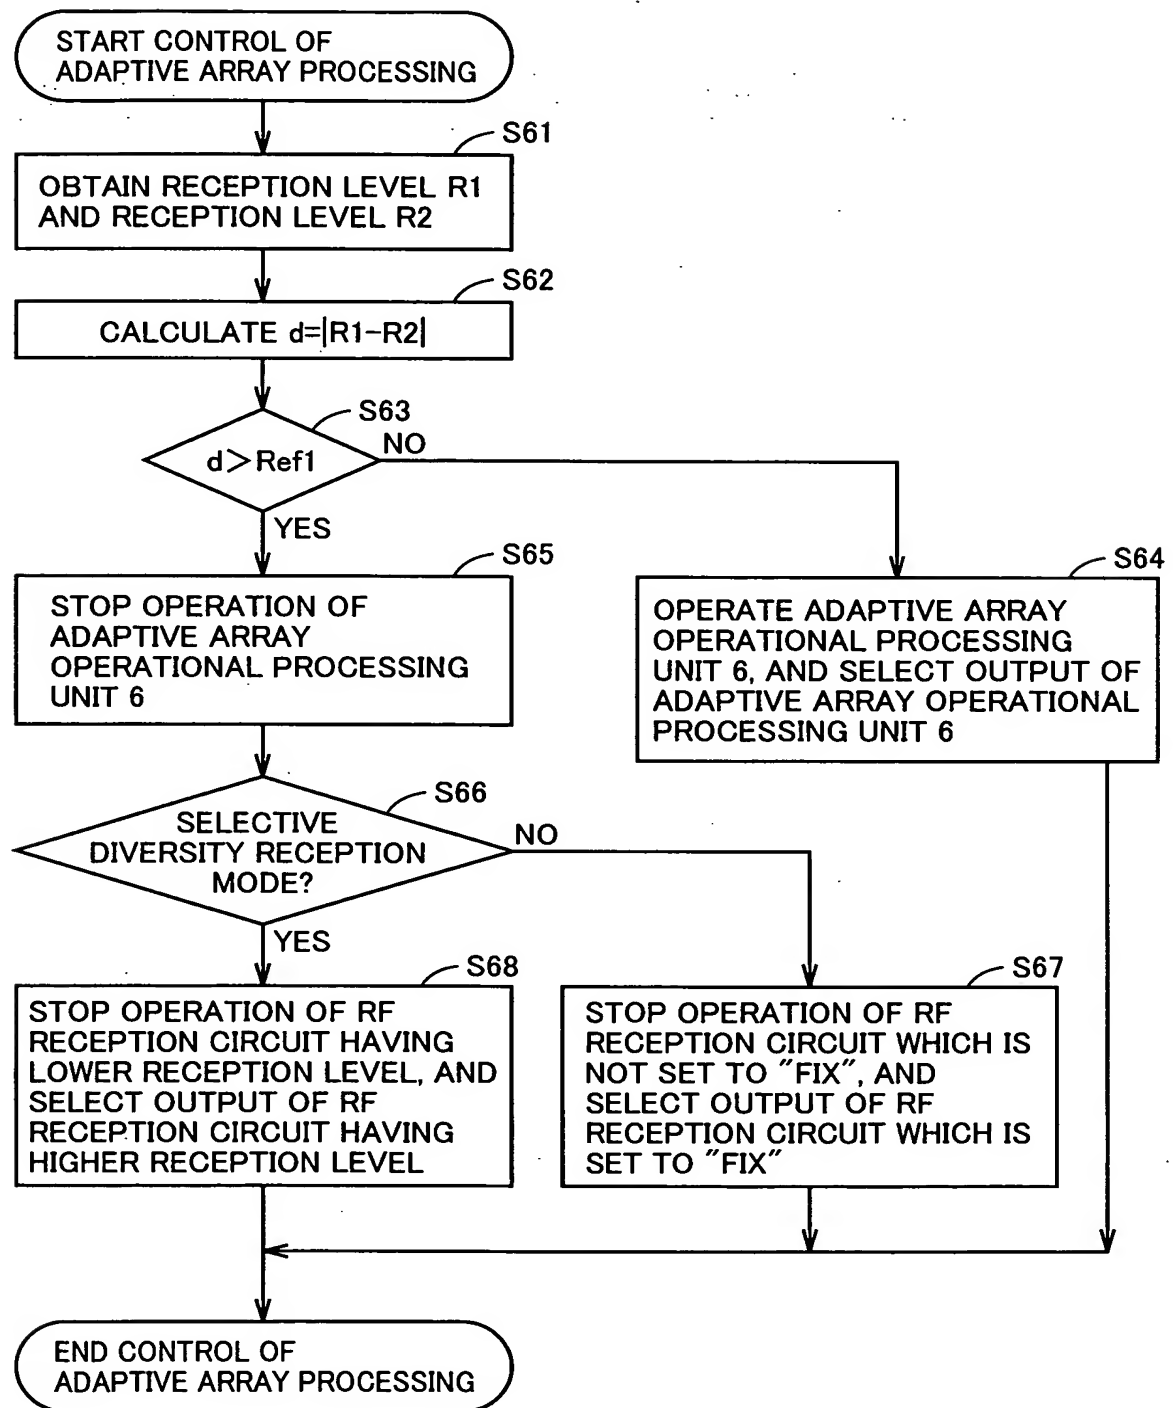 START CONTROL OF
ADAPTIVE ARRAY PROCESSING
S61
OBTAIN RECEPTION LEVEL R1
AND RECEPTION LEVEL R2
S62
CALCULATE d=|R1-R2|
S63
d>Ref1
NO
YES
S65
STOP OPERATION OF
ADAPTIVE ARRAY
OPERATIONAL PROCESSING
UNIT 6
S64
OPERATE ADAPTIVE ARRAY
OPERATIONAL PROCESSING
UNIT 6, AND SELECT OUTPUT OF
ADAPTIVE ARRAY OPERATIONAL
PROCESSING UNIT 6
S66
SELECTIVE
DIVERSITY RECEPTION
MODE?
NO
YES
S68
STOP OPERATION OF RF
RECEPTION CIRCUIT HAVING
LOWER RECEPTION LEVEL, AND
SELECT OUTPUT OF RF
RECEPTION CIRCUIT HAVING
HIGHER RECEPTION LEVEL
S67
STOP OPERATION OF RF
RECEPTION CIRCUIT WHICH IS
NOT SET TO "FIX", AND
SELECT OUTPUT OF RF
RECEPTION CIRCUIT WHICH IS
SET TO "FIX"
END CONTROL OF
ADAPTIVE ARRAY PROCESSING